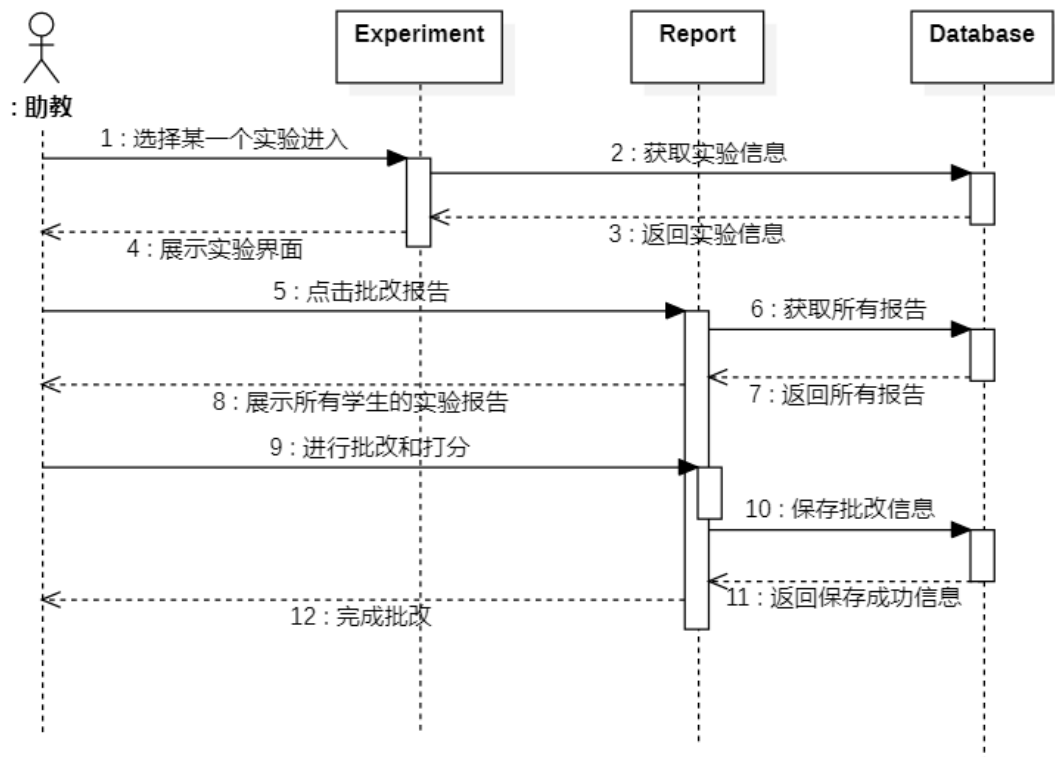 Experiment
Report
Database
: 助教
1 : 选择某一个实验进入
2 : 获取实验信息
3 : 返回实验信息
4 : 展示实验界面
5 : 点击批改报告
6 : 获取所有报告
7 : 返回所有报告
8 : 展示所有学生的实验报告
9 : 进行批改和打分
10 : 保存批改信息
11 : 返回保存成功信息
12 : 完成批改